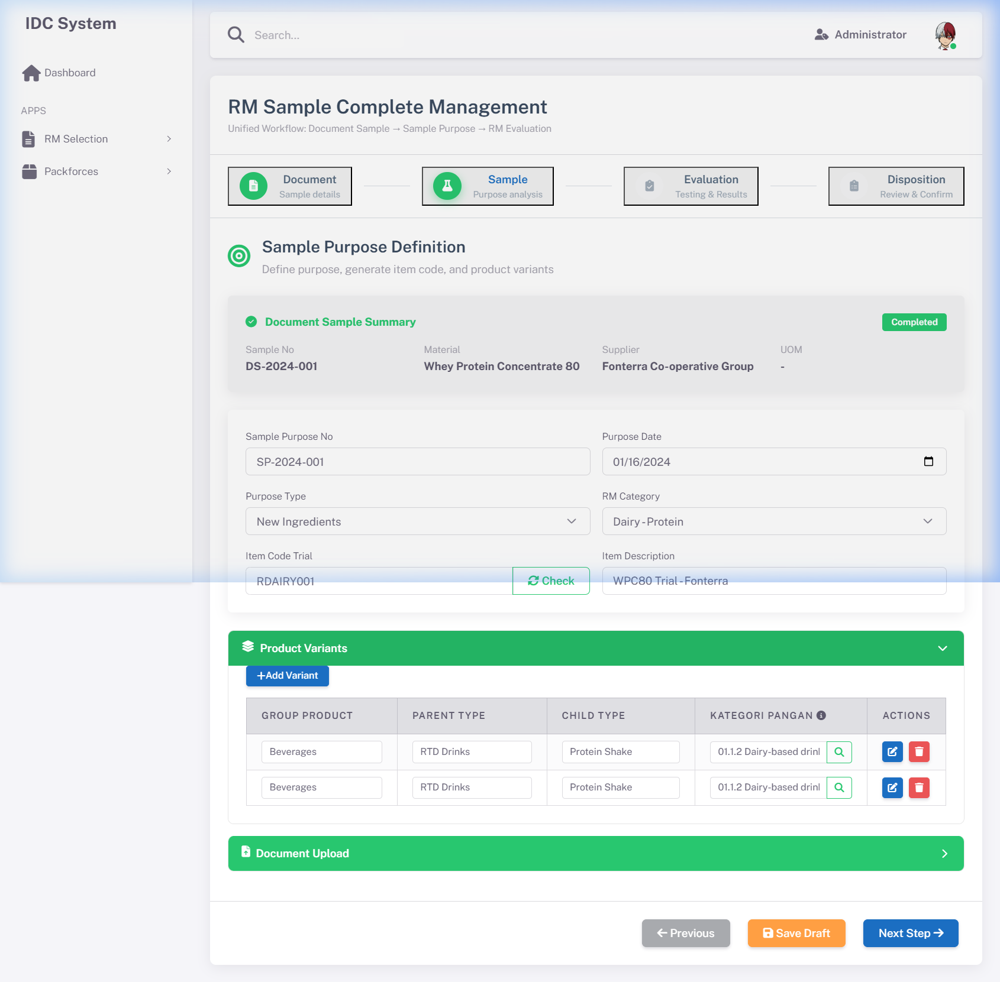 IDC System
Search...
Administrator
Dashboard
APPS
RM Selection
Packforces
RM Sample Complete Management
Unified Workflow: Document Sample → Sample Purpose → RM Evaluation
Document
Sample details
Sample
Purpose analysis
Evaluation
Testing & Results
Disposition
Review & Confirm
Sample Purpose Definition
Define purpose, generate item code, and product variants
Document Sample Summary
Completed
Sample No
Material
Supplier
UOM
DS-2024-001
Whey Protein Concentrate 80
Fonterra Co-operative Group
-
Sample Purpose No
Purpose Date
SP-2024-001
01/16/2024
Purpose Type
RM Category
New Ingredients
Dairy - Protein
Item Code Trial
Item Description
RDAIRY001
Check
WPC80 Trial - Fonterra
Product Variants
+Add Variant
GROUP PRODUCT PARENT TYPE CHILD TYPE KATEGORI PANGAN ACTIONS
Beverages RTD Drinks Protein Shake 01.1.2 Dairy-based
Beverages RTD Drinks Protein Shake 01.1.2 Dairy-based
Document Upload
← Previous
Save Draft
Next Step →